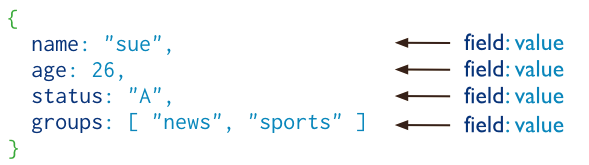 {
name: "sue", field: value
age: 26, field: value
status: "A", field: value
groups: [ "news", "sports" ] field: value
}